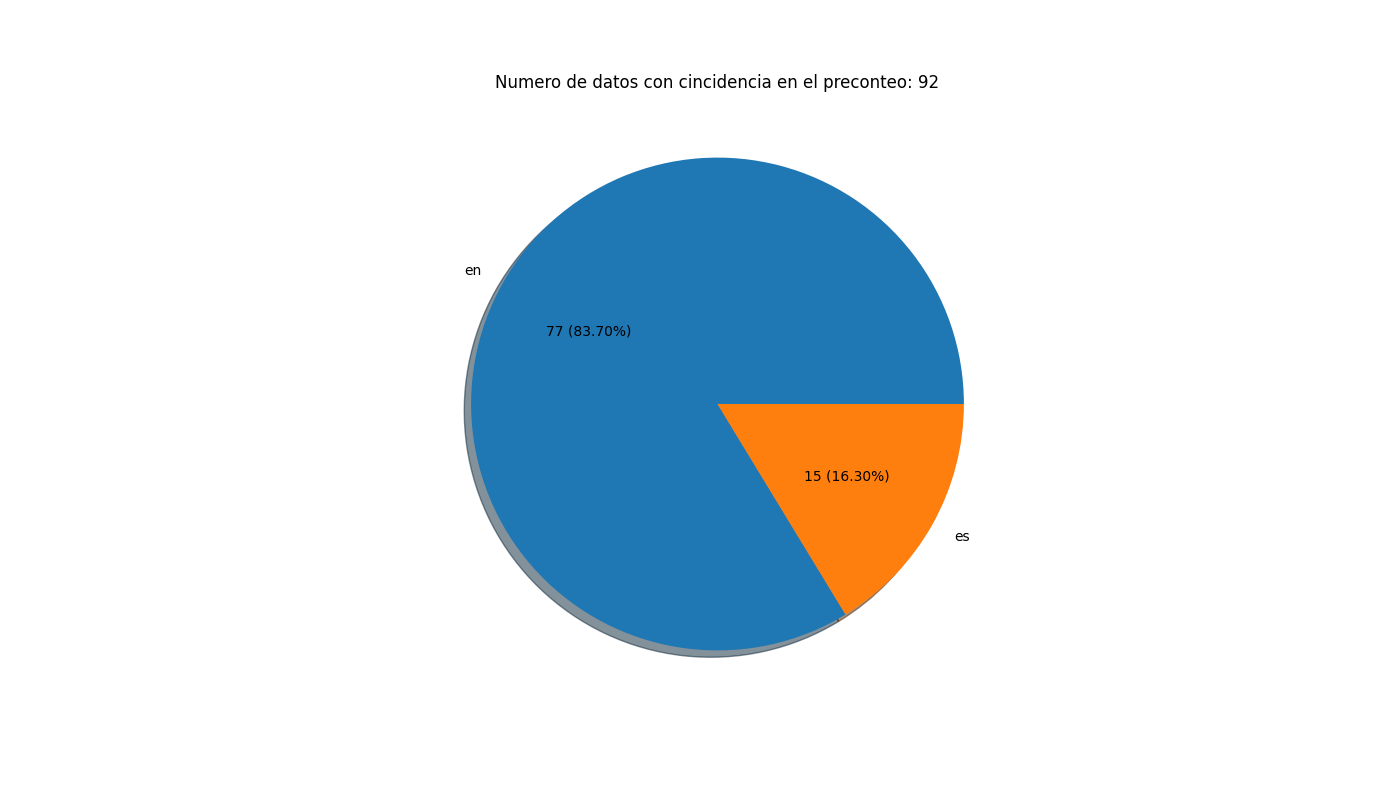 Numero de datos con cincidencia en el preconteo: 92
en
77 (83.70%)
15 (16.30%)
es